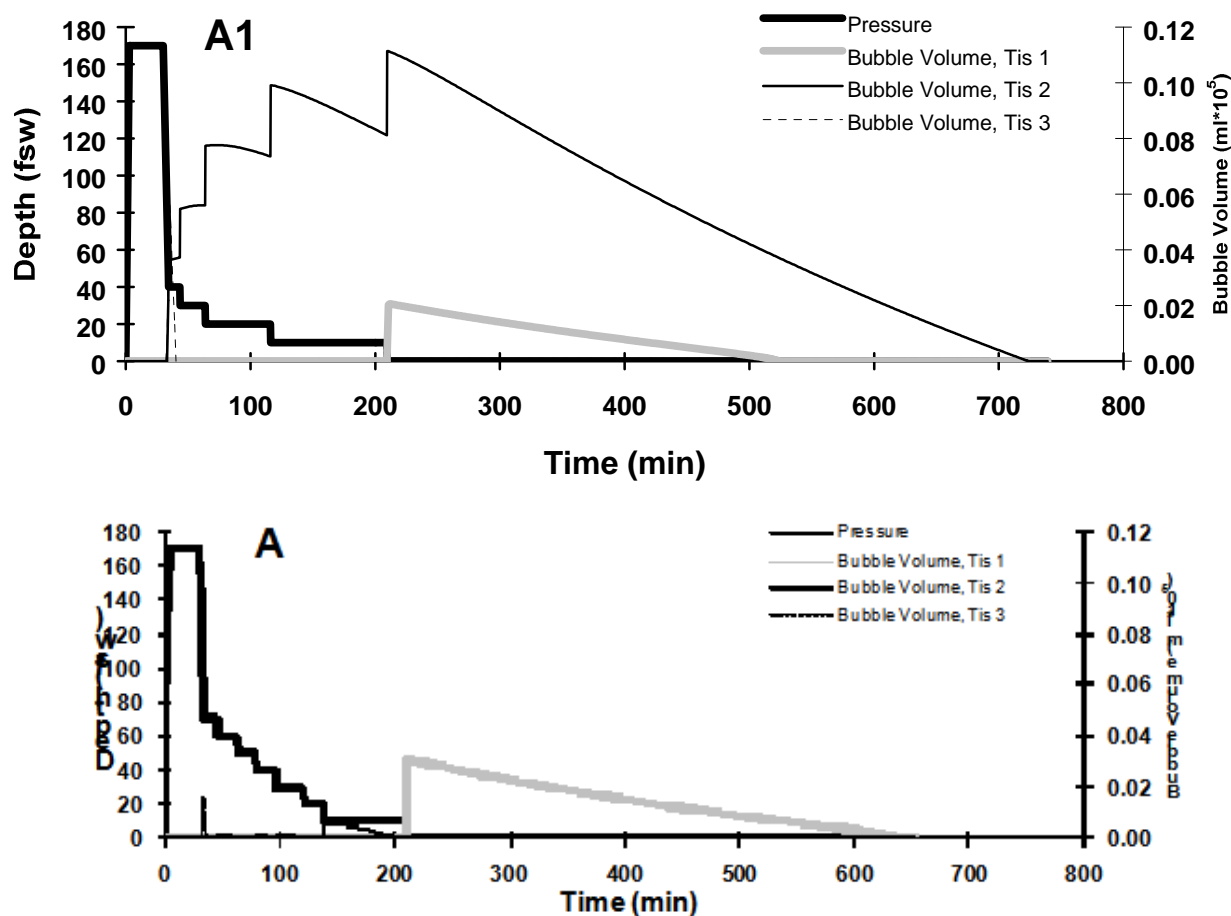 A1
Pressure
Bubble Volume, Tis 1
Bubble Volume, Tis 2
Bubble Volume, Tis 3
Depth (fsw)
180
160
140
120
100
80
60
40
20
0
0.12
0.10
0.08
0.06
0.04
0.02
0.00
Bubble Volume (ml*10⁵)
0 100 200 300 400 500 600 700 800
Time (min)
A
Pressure
Bubble Volume, Tis 1
Bubble Volume, Tis 2
Bubble Volume, Tis 3
180
160
140
120
100
80
60
40
20
0
0.12
0.10
0.08
0.06
0.04
0.02
0.00
0 100 200 300 400 500 600 700 800
Time (min)